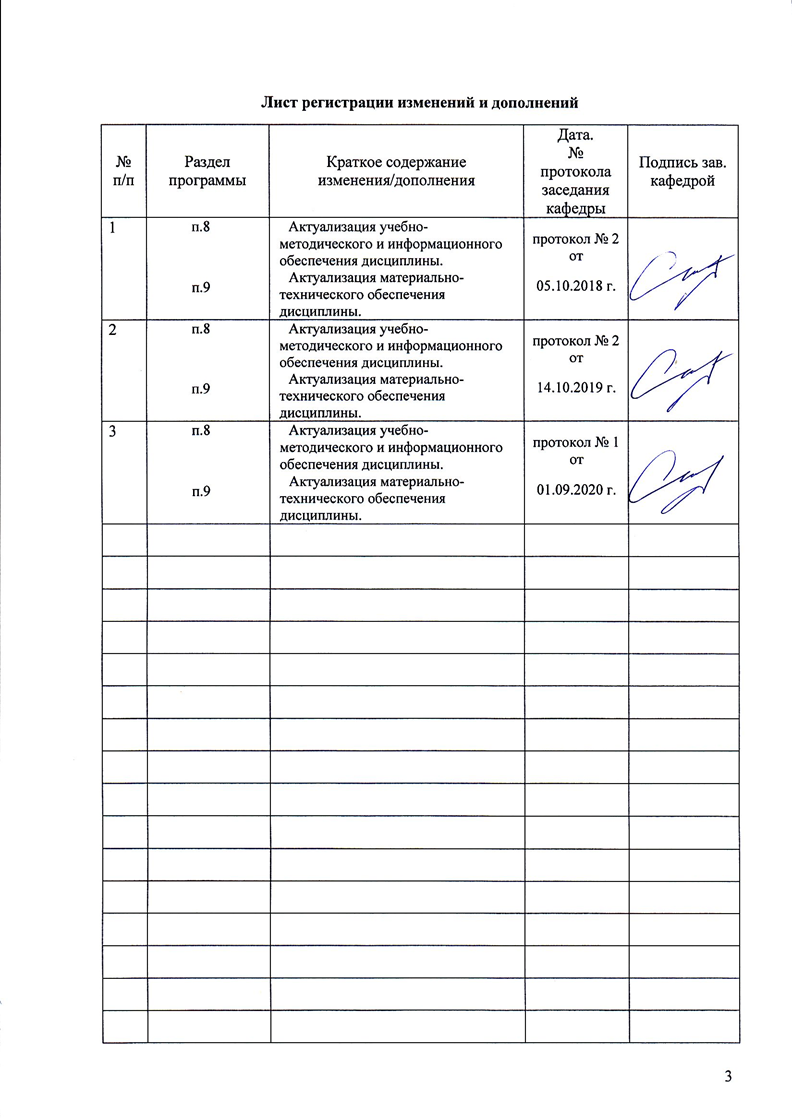 Лист регистрации изменений и дополнений
№
п/п
Раздел
программы
Краткое содержание
изменения/дополнения
Дата.
№
протокола
заседания
кафедры
Подпись зав.
кафедрой
1
п.8
п.9
Актуализация учебно-
методического и информационного
обеспечения дисциплины.
Актуализация материально-
технического обеспечения
дисциплины.
протокол № 2
от
05.10.2018 г.
2
п.8
п.9
Актуализация учебно-
методического и информационного
обеспечения дисциплины.
Актуализация материально-
технического обеспечения
дисциплины.
протокол № 2
от
14.10.2019 г.
3
п.8
п.9
Актуализация учебно-
методического и информационного
обеспечения дисциплины.
Актуализация материально-
технического обеспечения
дисциплины.
протокол № 1
от
01.09.2020 г.
3